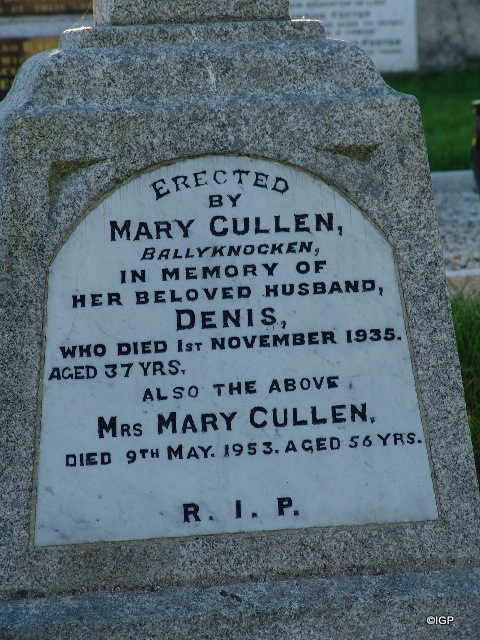 ERECTED
BY
MARY CULLEN,
BALLYKNOCKEN,
IN MEMORY OF
HER BELOVED HUSBAND,
DENIS,
WHO DIED 1ST NOVEMBER 1935.
AGED 37 YRS.
ALSO THE ABOVE
MRS MARY CULLEN,
DIED 9TH MAY. 1953. AGED 56 YRS.
R. I. P.
©IGP